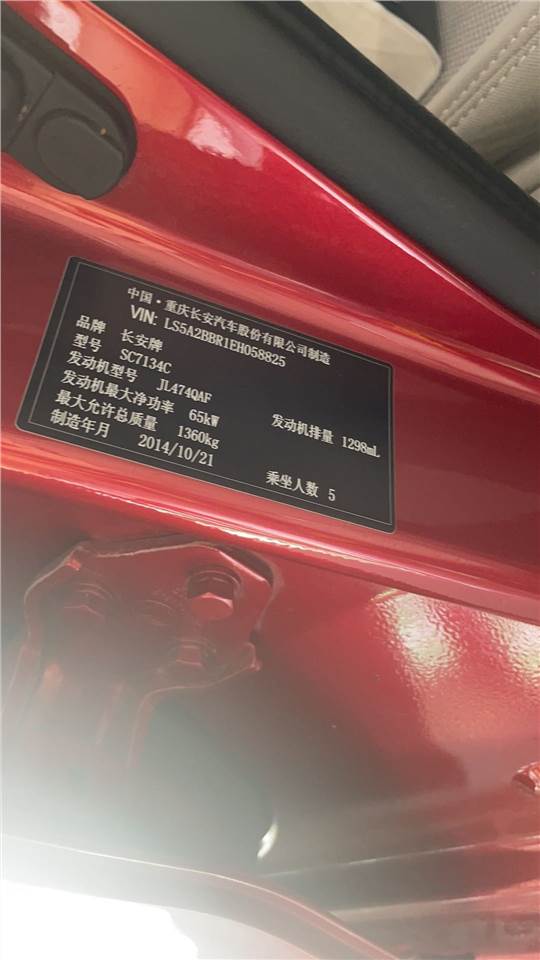 中国·重庆长安汽车股份有限公司制造
VIN: LS5A2BBR1EH058825
品牌 长安牌
型号 SC7134C
发动机型号 JL474QAF
发动机最大净功率 65kW 发动机排量 1298mL
最大允许总质量 1360kg
制造年月 2014/10/21 乘坐人数 5